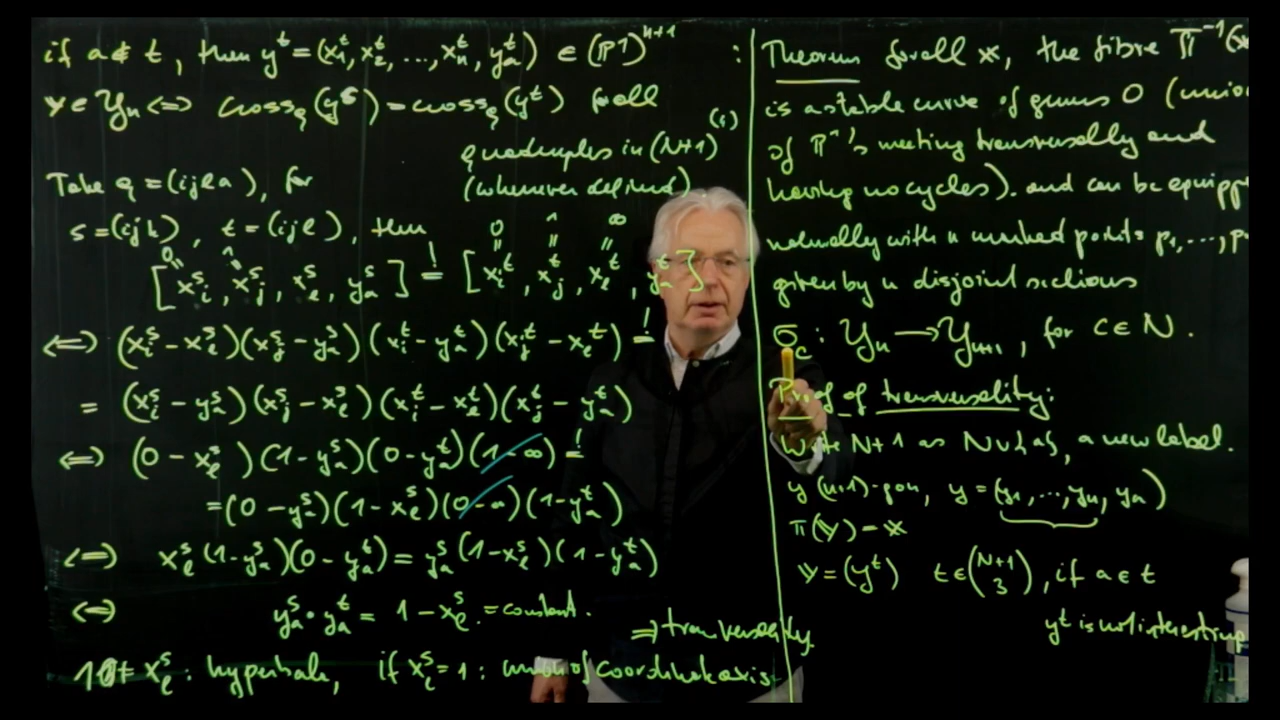 if a ∉ t, then y^t = (x_1^t, x_2^t, ..., x_n^t, y_a^t) ∈ (ℙ^1)^{n+1} :
y ∈ Y_n <=> cross_q(y^s) = cross_q(y^t) for all
quadruples in (N+1)
Take q = (ijla), for (whenever defined)
s = (ijk), t = (ijl), then
0 1 0 1 ∞
[x_i^s, x_j^s, x_l^s, y_a^s] =! [x_i^t, x_j^t, x_l^t, y_a^t]
<=> (x_i^s - x_l^s)(x_j^s - y_a^s)(x_i^t - y_a^t)(x_j^t - x_l^t) =!
= (x_i^s - y_a^s)(x_j^s - x_l^s)(x_i^t - x_l^t)(x_j^t - y_a^t)
<=> (0 - x_l^s)(1 - y_a^s)(0 - y_a^t)(1 - ∞) =!
= (0 - y_a^s)(1 - x_l^s)(0 - ∞)(1 - y_a^t)
<=> x_l^s (1 - y_a^s)(0 - y_a^t) = y_a^s (1 - x_l^s)(1 - y_a^t)
<=> y_a^s · y_a^t = 1 - x_l^s = constant.
=> transversality.
x_l^s : hyperbola, if x_l^s = 1 : union of coordinate axis
Theorem for all x, the fibre π^{-1}(x
is a stable curve of genus 0 (union
of ℙ^1's meeting transversally and
having no cycles). and can be equipp
naturally with n marked points p_1, ..., p
given by n disjoint sections
σ_c : Y_n → Y_{n+1}, for c ∈ N.
Proof of transversality:
Write N+1 as N∪{a}, a new label.
y (n+1)-gon, y = (y_1, ..., y_n, y_a)
π(y) = x
y = (y^t) t ∈ (N+1 3), if a ∈ t
y^t is not interesting